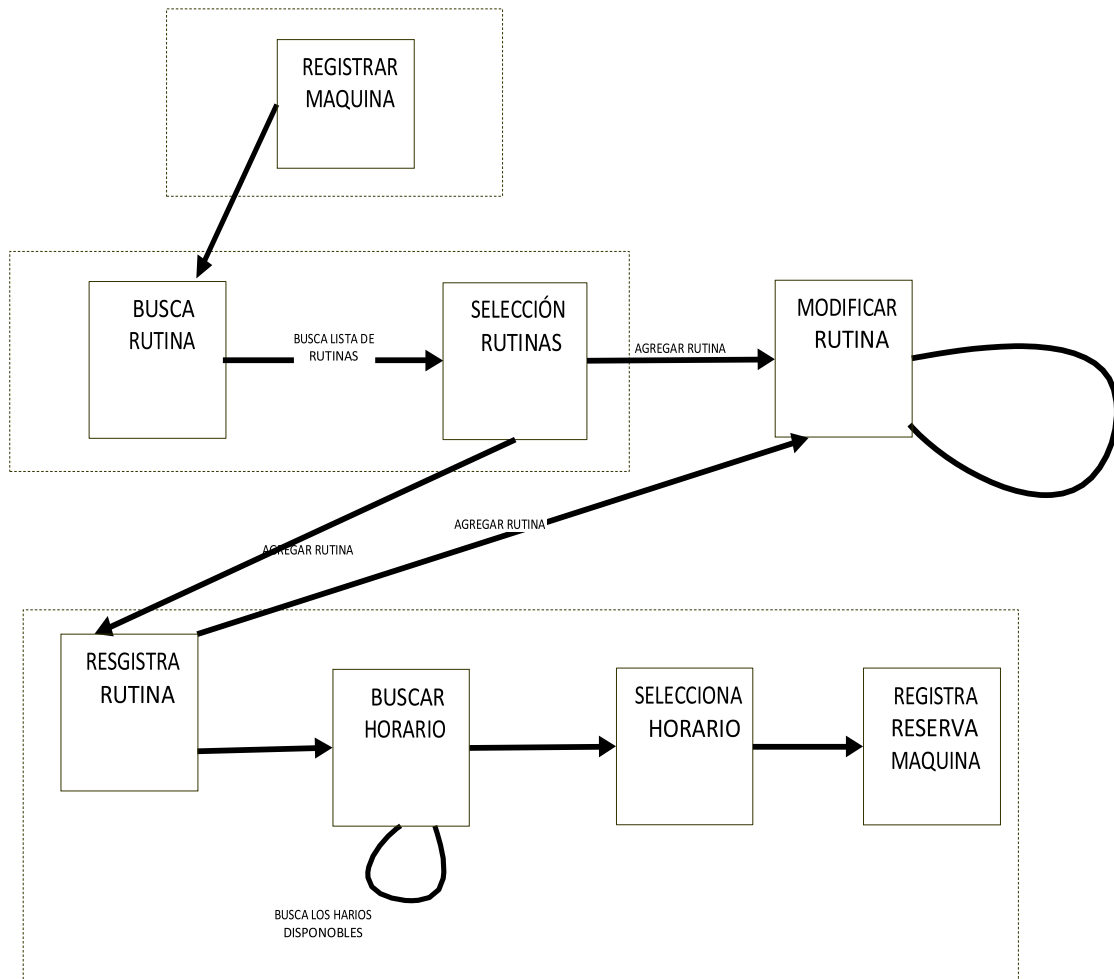 REGISTRAR
MAQUINA
BUSCA
RUTINA
BUSCA LISTA DE
RUTINAS
SELECCIÓN
RUTINAS
AGREGAR RUTINA
MODIFICAR
RUTINA
AGREGAR RUTINA
AGREGAR RUTINA
RESGISTRA
RUTINA
BUSCAR
HORARIO
SELECCIONA
HORARIO
REGISTRA
RESERVA
MAQUINA
BUSCA LOS HARIOS
DISPONOBLES